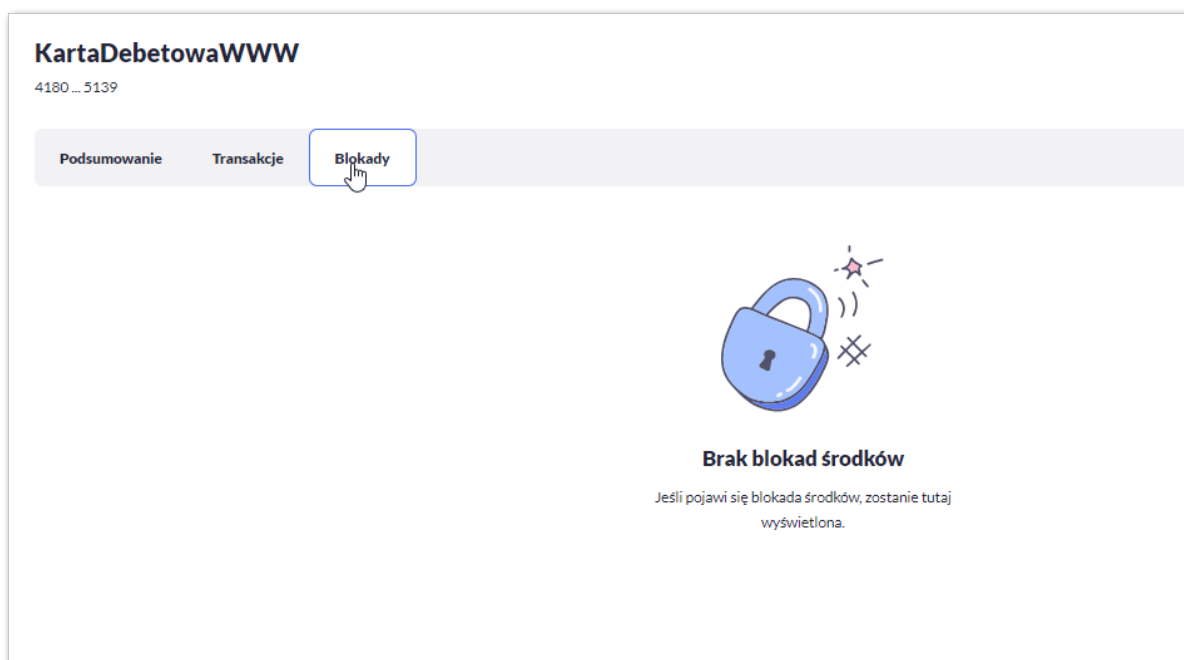 KartaDebetowaWWW
4180 ... 5139
Podsumowanie Transakcje Blokady
Brak blokad środków
Jeśli pojawi się blokada środków, zostanie tutaj
wyświetlona.